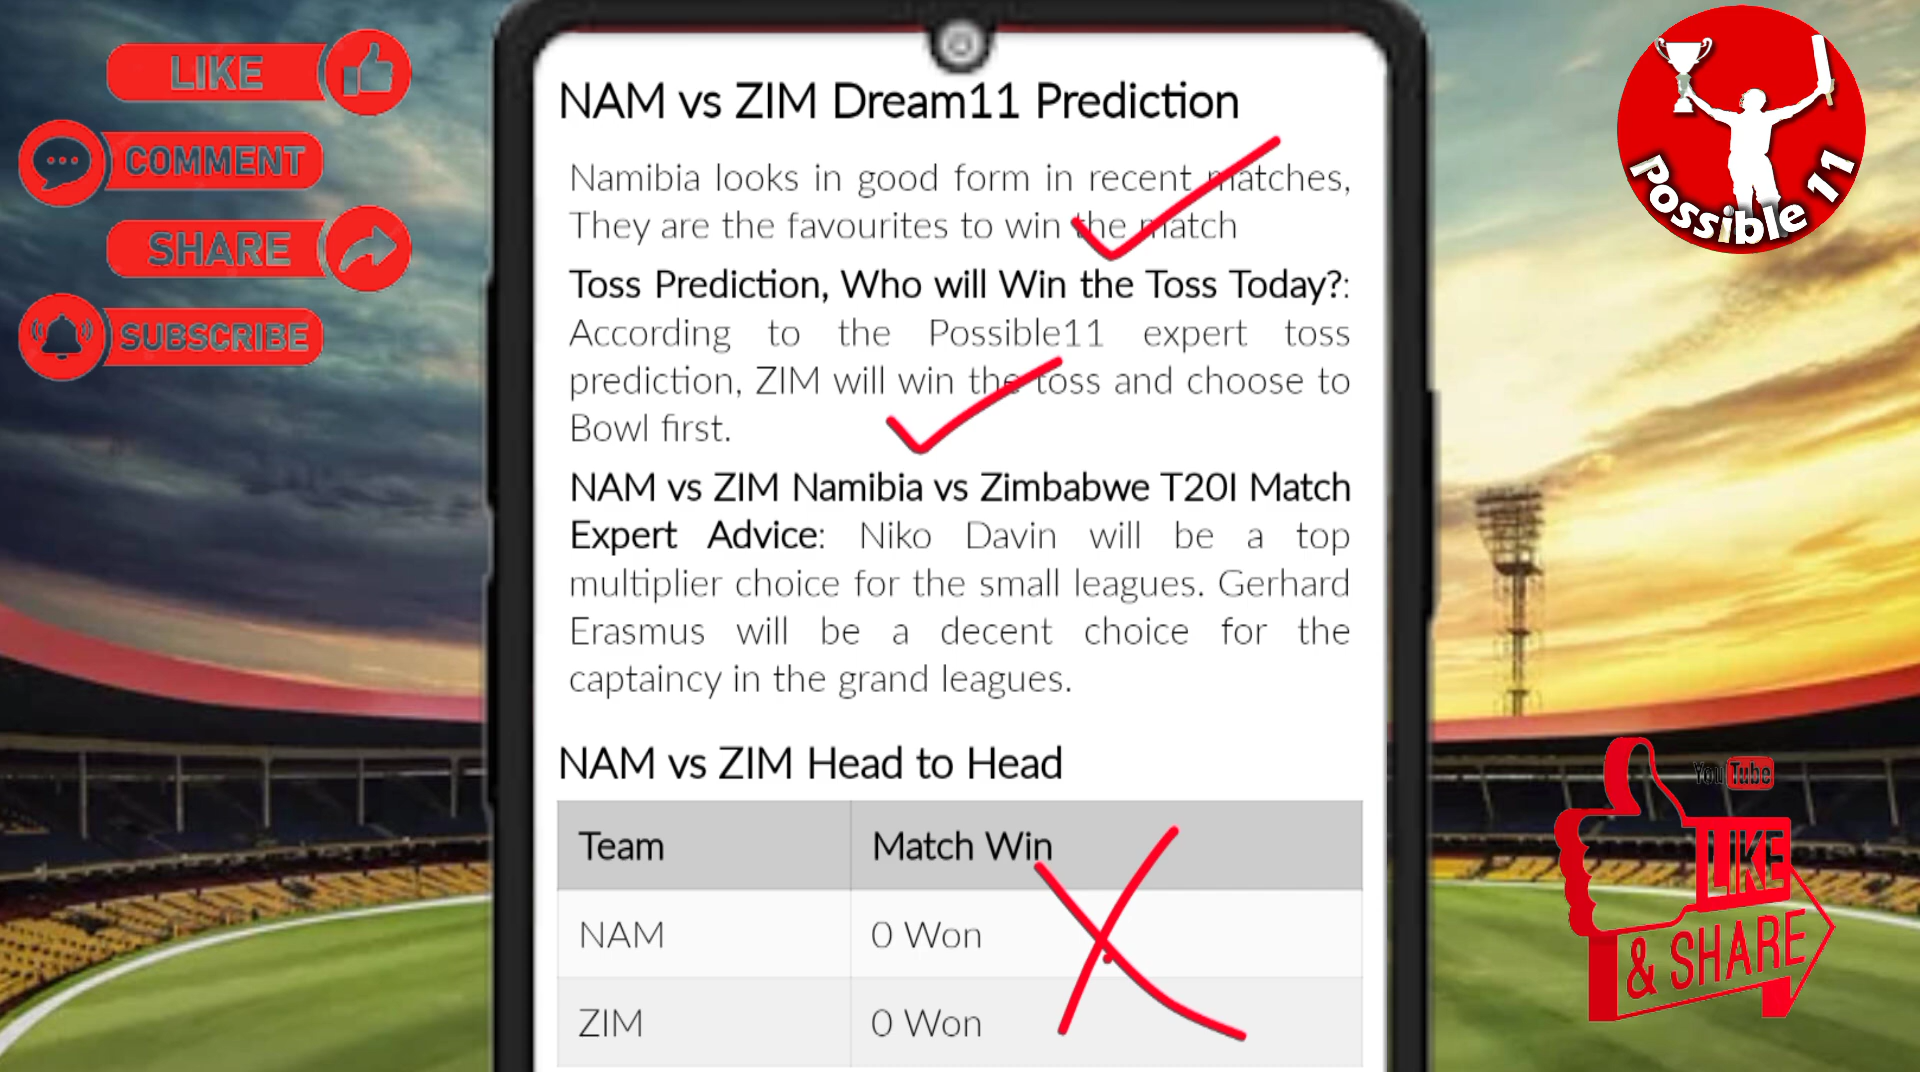 LIKE
COMMENT
SHARE
SUBSCRIBE
NAM vs ZIM Dream11 Prediction
Namibia looks in good form in recent matches,
They are the favourites to win the match
Toss Prediction, Who will Win the Toss Today?:
According to the Possible11 expert toss
prediction, ZIM will win the toss and choose to
Bowl first.
NAM vs ZIM Namibia vs Zimbabwe T20I Match
Expert Advice: Niko Davin will be a top
multiplier choice for the small leagues. Gerhard
Erasmus will be a decent choice for the
captaincy in the grand leagues.
NAM vs ZIM Head to Head
Team Match Win
NAM 0 Won
ZIM 0 Won
Possible 11
YouTube
LIKE
& SHARE